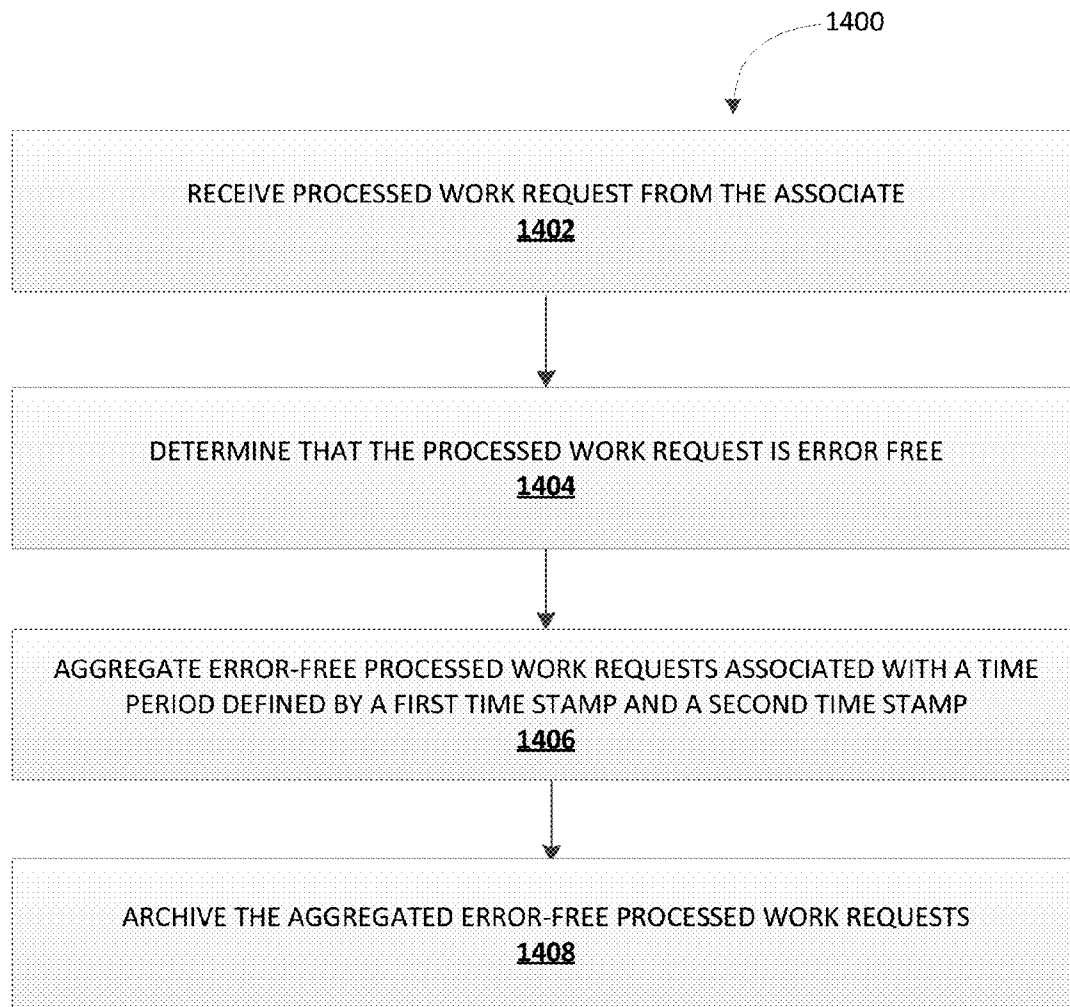 1400
RECEIVE PROCESSED WORK REQUEST FROM THE ASSOCIATE
1402
DETERMINE THAT THE PROCESSED WORK REQUEST IS ERROR FREE
1404
AGGREGATE ERROR-FREE PROCESSED WORK REQUESTS ASSOCIATED WITH A TIME
PERIOD DEFINED BY A FIRST TIME STAMP AND A SECOND TIME STAMP
1406
ARCHIVE THE AGGREGATED ERROR-FREE PROCESSED WORK REQUESTS
1408